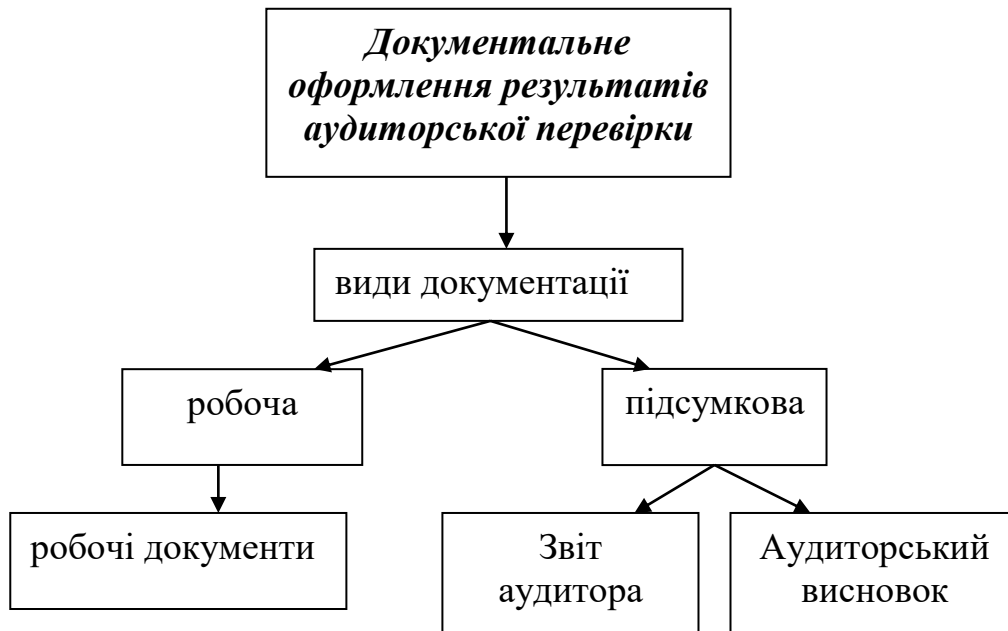 Документальне
оформлення результатів
аудиторської перевірки
види документації
робоча
підсумкова
робочі документи
Звіт
аудитора
Аудиторський
висновок